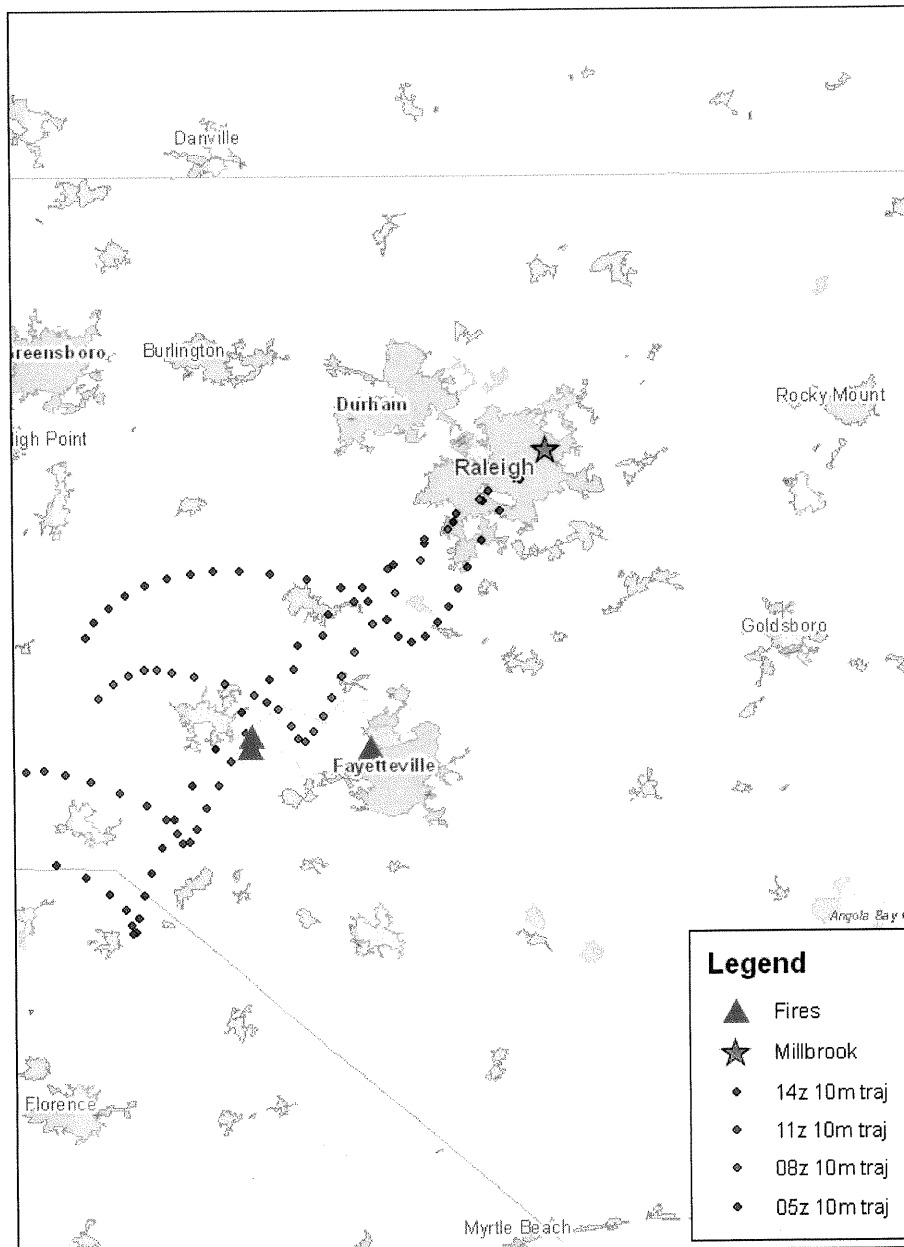 Danville
reensboro
Burlington
Durham
Rocky Mount
igh Point
Raleigh
Goldsboro
Fayetteville
Angola Bay
Legend
Fires
Millbrook
14z 10m traj
11z 10m traj
08z 10m traj
05z 10m traj
Florence
Myrtle Beach